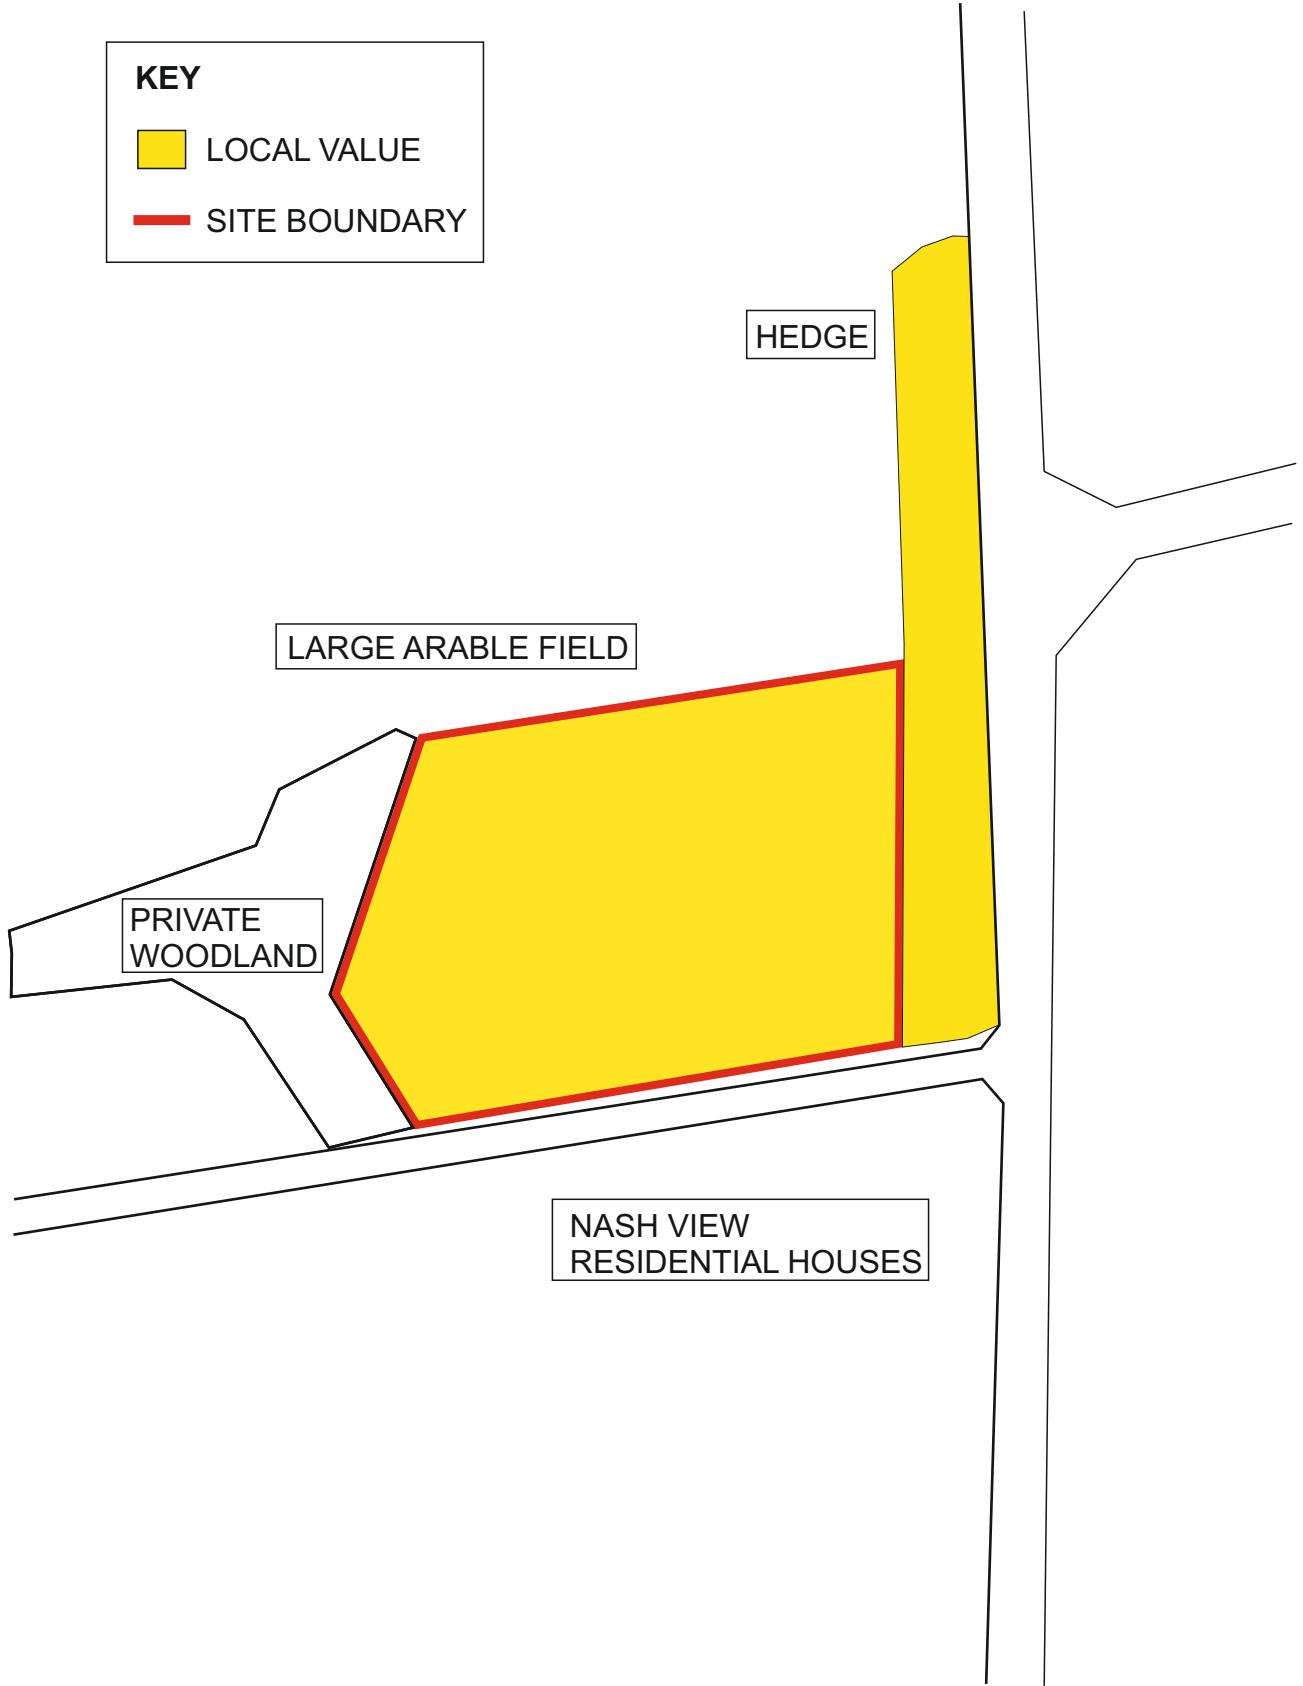 KEY
LOCAL VALUE
SITE BOUNDARY
HEDGE
LARGE ARABLE FIELD
PRIVATE
WOODLAND
NASH VIEW
RESIDENTIAL HOUSES